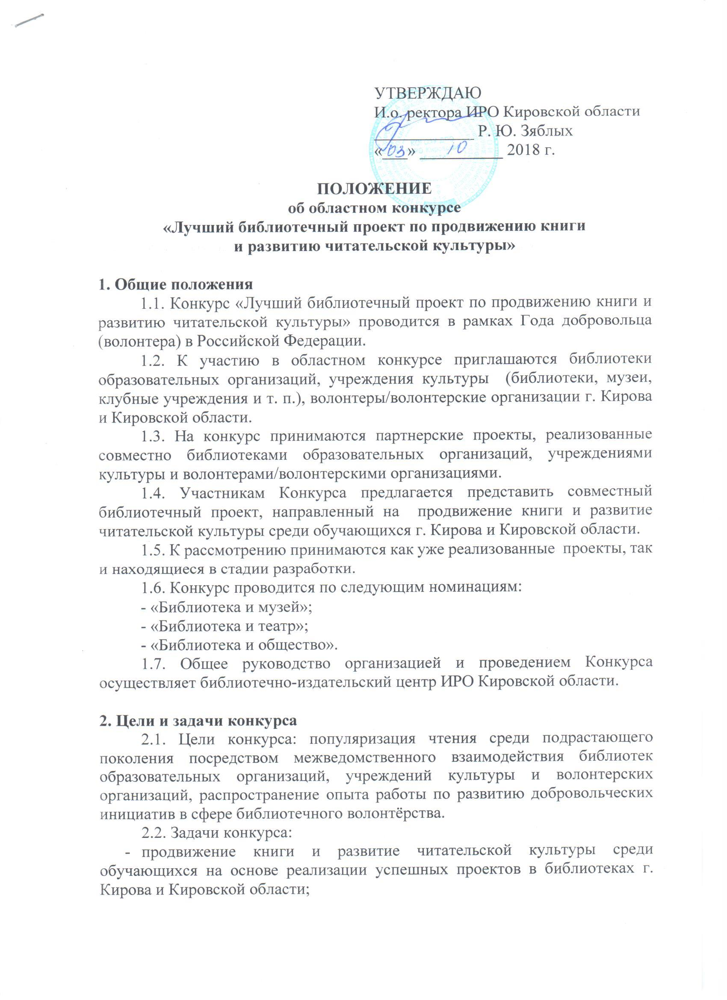 УТВЕРЖДАЮ
И.о. ректора ИРО Кировской области
____________ Р. Ю. Зяблых
«03» 10 2018 г.
ПОЛОЖЕНИЕ
об областном конкурсе
«Лучший библиотечный проект по продвижению книги
и развитию читательской культуры»
1. Общие положения
1.1. Конкурс «Лучший библиотечный проект по продвижению книги и
развитию читательской культуры» проводится в рамках Года добровольца
(волонтера) в Российской Федерации.
1.2. К участию в областном конкурсе приглашаются библиотеки
образовательных организаций, учреждения культуры (библиотеки, музеи,
клубные учреждения и т. п.), волонтеры/волонтерские организации г. Кирова
и Кировской области.
1.3. На конкурс принимаются партнерские проекты, реализованные
совместно библиотеками образовательных организаций, учреждениями
культуры и волонтерами/волонтерскими организациями.
1.4. Участникам Конкурса предлагается представить совместный
библиотечный проект, направленный на продвижение книги и развитие
читательской культуры среди обучающихся г. Кирова и Кировской области.
1.5. К рассмотрению принимаются как уже реализованные проекты, так
и находящиеся в стадии разработки.
1.6. Конкурс проводится по следующим номинациям:
- «Библиотека и музей»;
- «Библиотека и театр»;
- «Библиотека и общество».
1.7. Общее руководство организацией и проведением Конкурса
осуществляет библиотечно-издательский центр ИРО Кировской области.
2. Цели и задачи конкурса
2.1. Цели конкурса: популяризация чтения среди подрастающего
поколения посредством межведомственного взаимодействия библиотек
образовательных организаций, учреждений культуры и волонтерских
организаций, распространение опыта работы по развитию добровольческих
инициатив в сфере библиотечного волонтёрства.
2.2. Задачи конкурса:
- продвижение книги и развитие читательской культуры среди
обучающихся на основе реализации успешных проектов в библиотеках г.
Кирова и Кировской области;